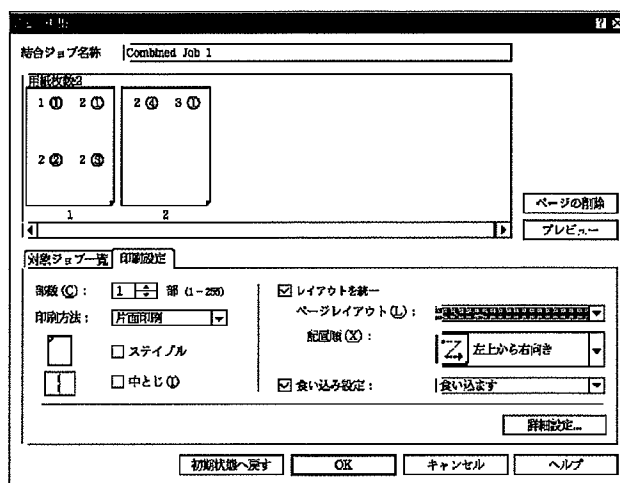 結合ジョブ名称 Combined Job 1
用紙枚数2
1① 2① 2④ 3①
2② 2③
1 2
ページの削除
プレビュー
対象ジョブ一覧 印刷設定
部数(C): 1 部 (1-256)
レイアウトを統一
ページレイアウト(L):
印刷方法: 片面印刷
配置順(X):
左上から右向き
ステイプル
中とじ(I)
食い込み設定: 食い込ます
詳細設定...
初期状態へ戻す OK キャンセル ヘルプ